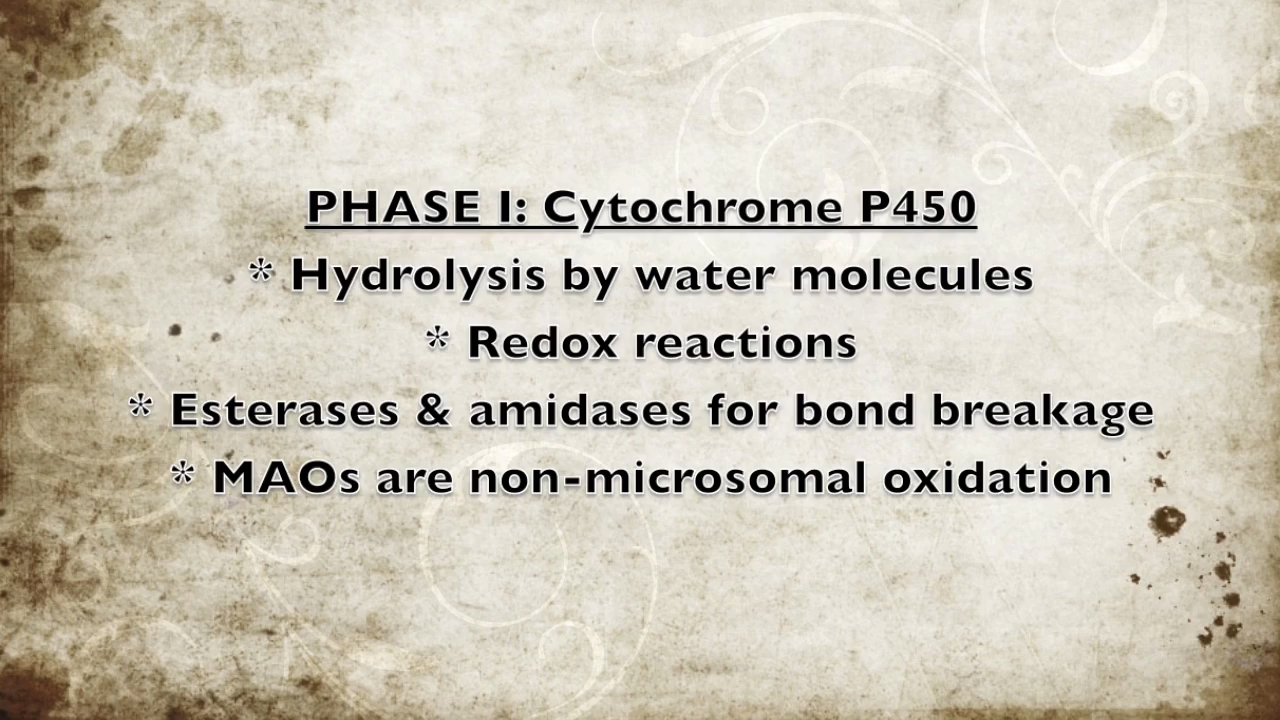 PHASE I: Cytochrome P450
* Hydrolysis by water molecules
* Redox reactions
* Esterases & amidases for bond breakage
* MAOs are non-microsomal oxidation